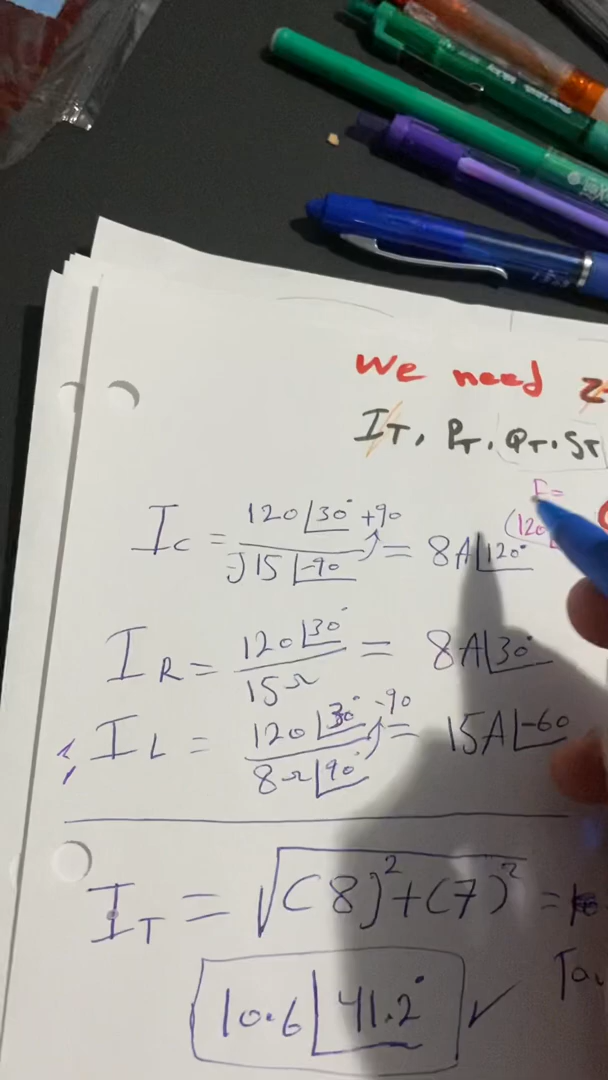 We need Z
IT, PT, QT, ST
I=
(120
IC = 120∠30° +90 / -j15∠-90 = 8A∠120°
IR = 120∠30° / 15Ω = 8A∠30°
IL = 120∠30° -90 / 8Ω∠90° = 15A∠-60
IT = √(8)²+(7)² =
10.6∠41.2° ✓